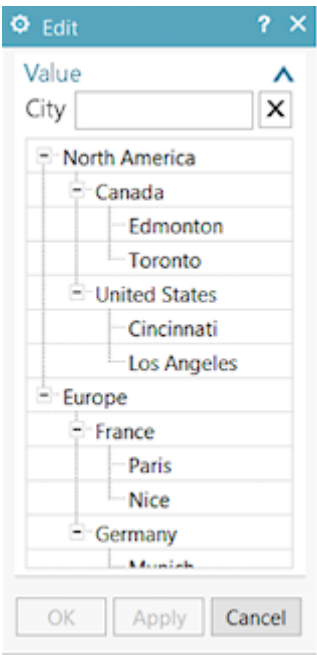 Edit ? ×
Value
City X
North America
Canada
Edmonton
Toronto
United States
Cincinnati
Los Angeles
Europe
France
Paris
Nice
Germany
Munich
OK Apply Cancel